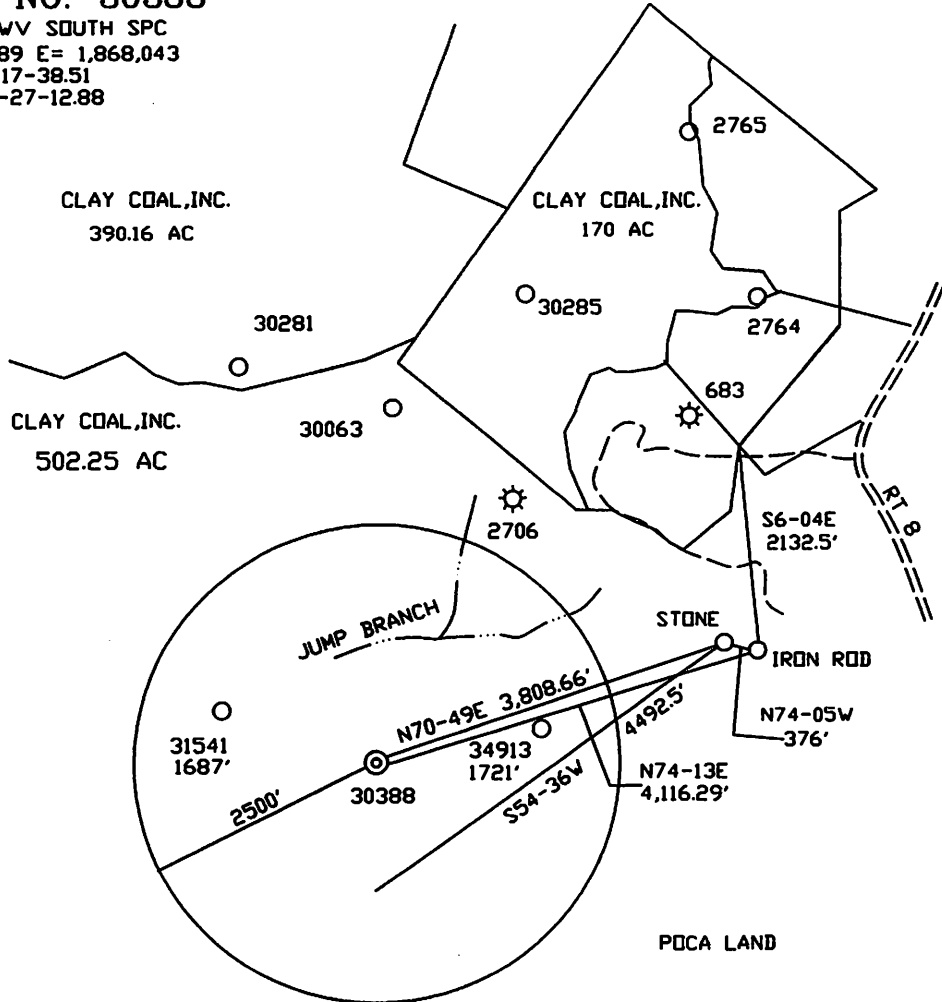 NO. 30388
WV SOUTH SPC
89 E= 1,868,043
17-38.51
-27-12.88
2765
CLAY COAL,INC.
390.16 AC
CLAY COAL,INC.
170 AC
30285
2764
30281
683
30063
CLAY COAL,INC.
502.25 AC
2706
RT 8
S6-04E
2132.5'
JUMP BRANCH
STONE
IRON ROD
N70-49E 3,808.66'
4492.5'
N74-05W
376'
31541
1687'
34913
1721'
30388
N74-13E
4,116.29'
2500'
S54-36W
POCA LAND